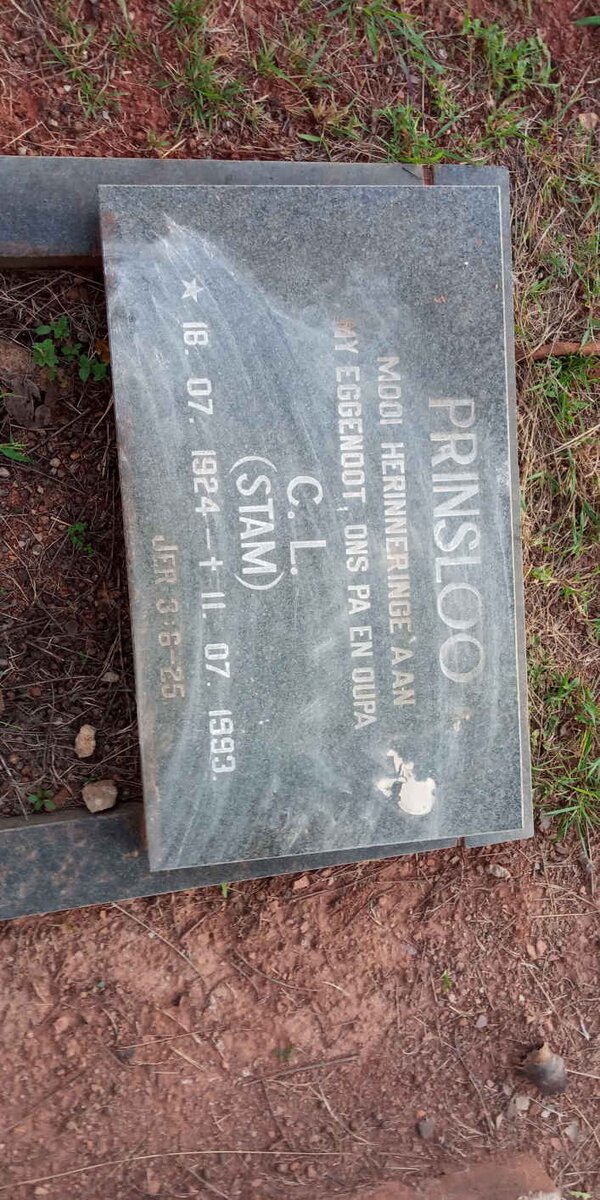 PRINSLOO
MOOI HERINNERINGE AAN
MY EGGENOOT, ONS PA EN OUPA
C. L.
(STAM)
★ 18. 07. 1924 — † 11. 07. 1993.
JER. 3:6-25